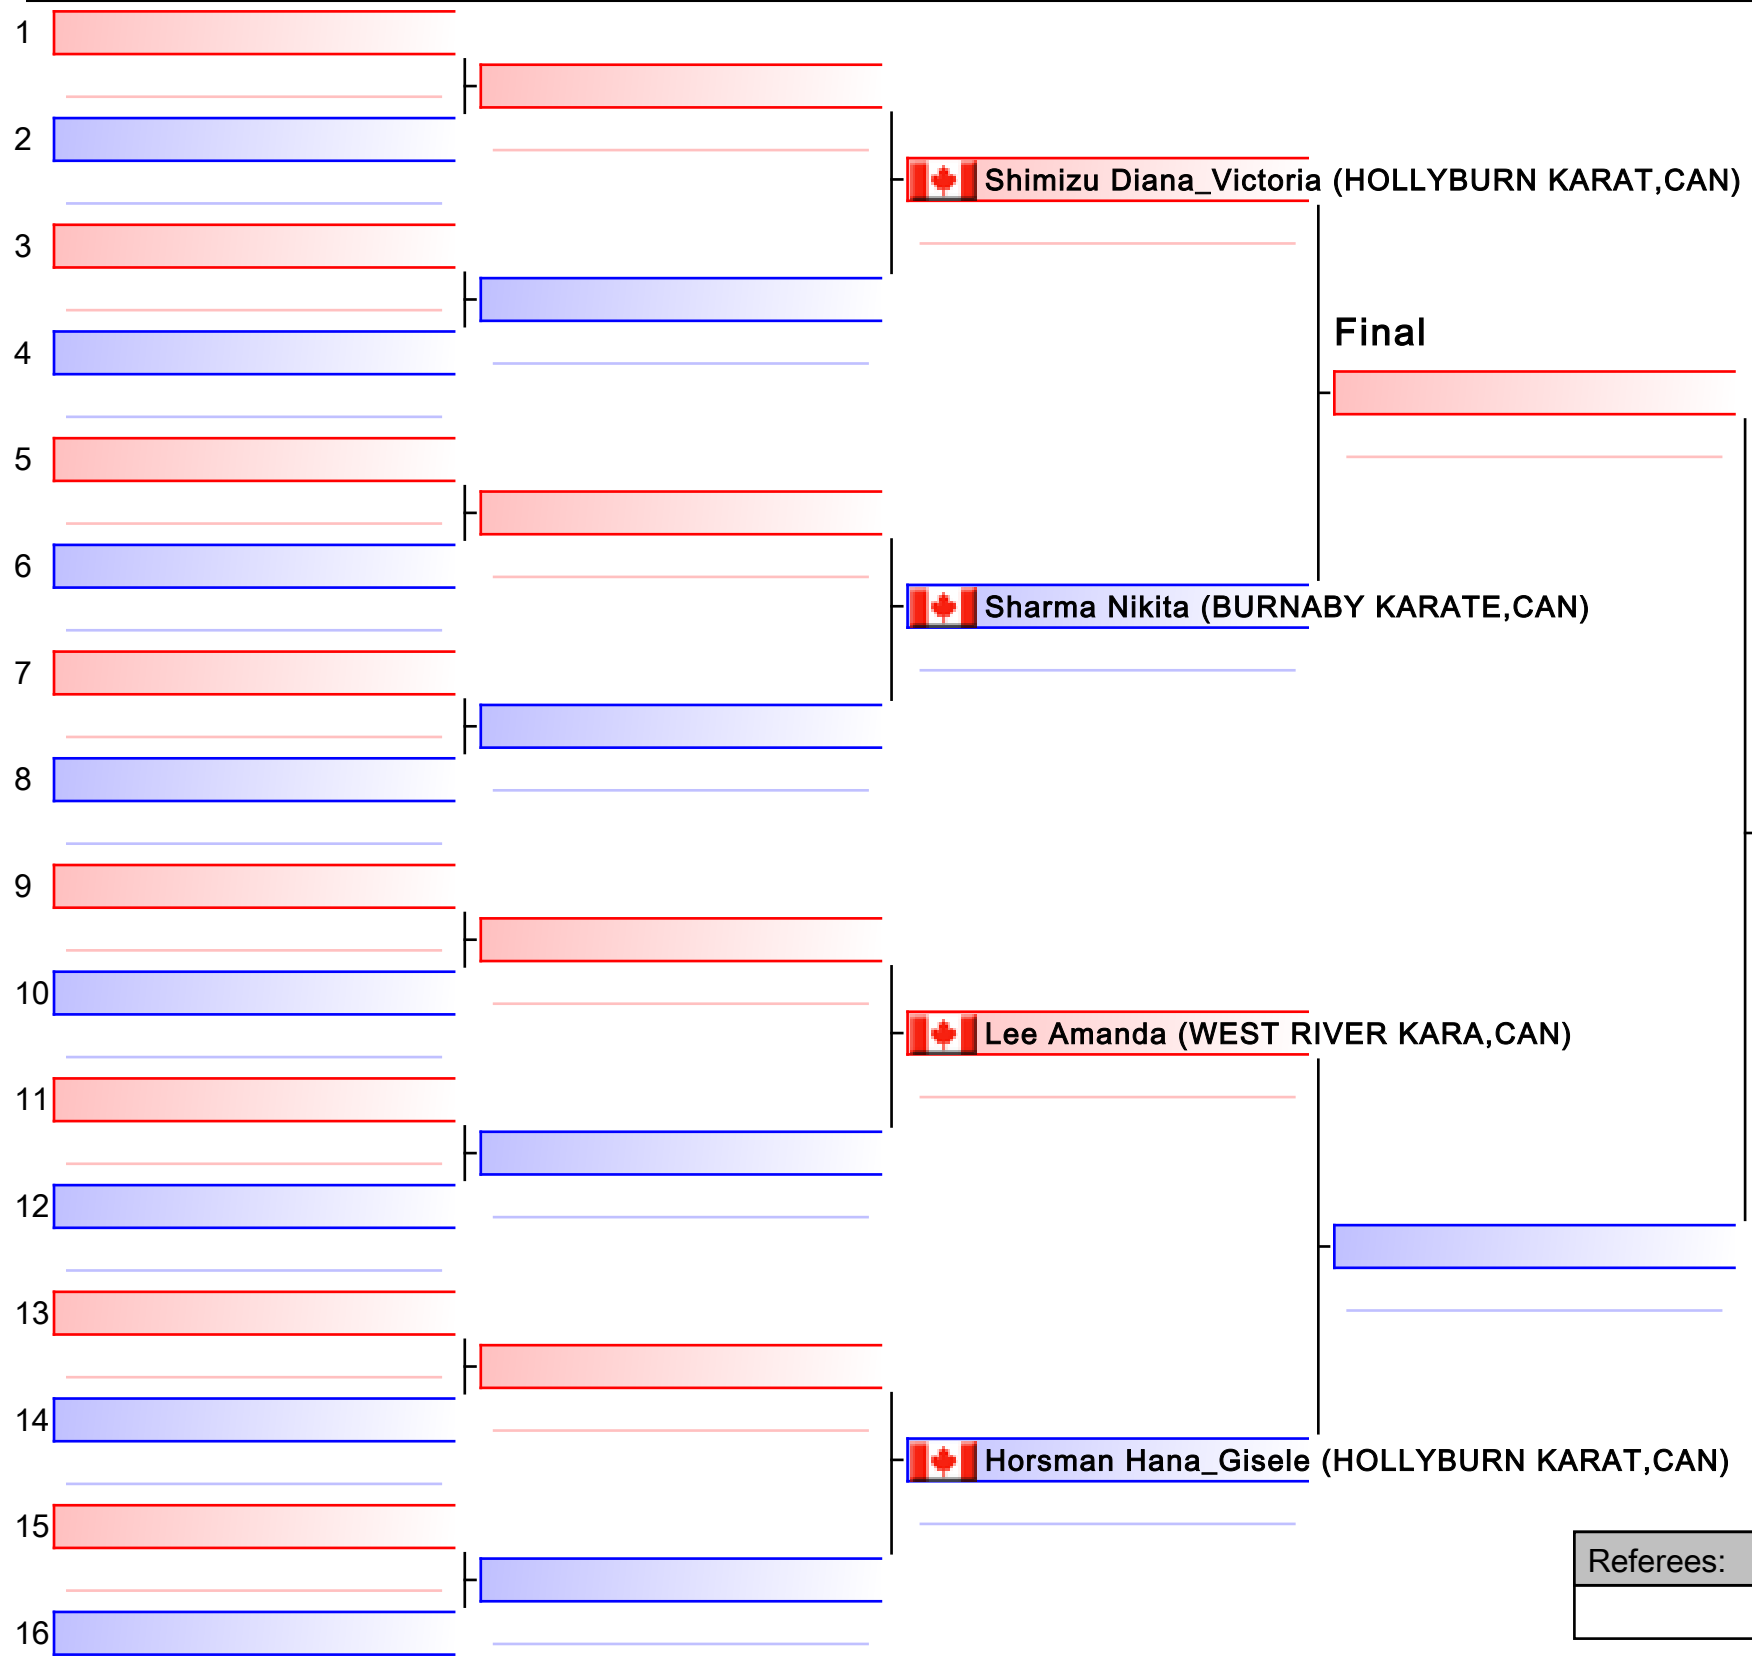 1
2
Shimizu Diana_Victoria (HOLLYBURN KARAT,CAN)
3
Final
4
5
6
Sharma Nikita (BURNABY KARATE,CAN)
7
8
9
10
Lee Amanda (WEST RIVER KARA,CAN)
11
12
13
14
Horsman Hana_Gisele (HOLLYBURN KARAT,CAN)
15
Referees:
16